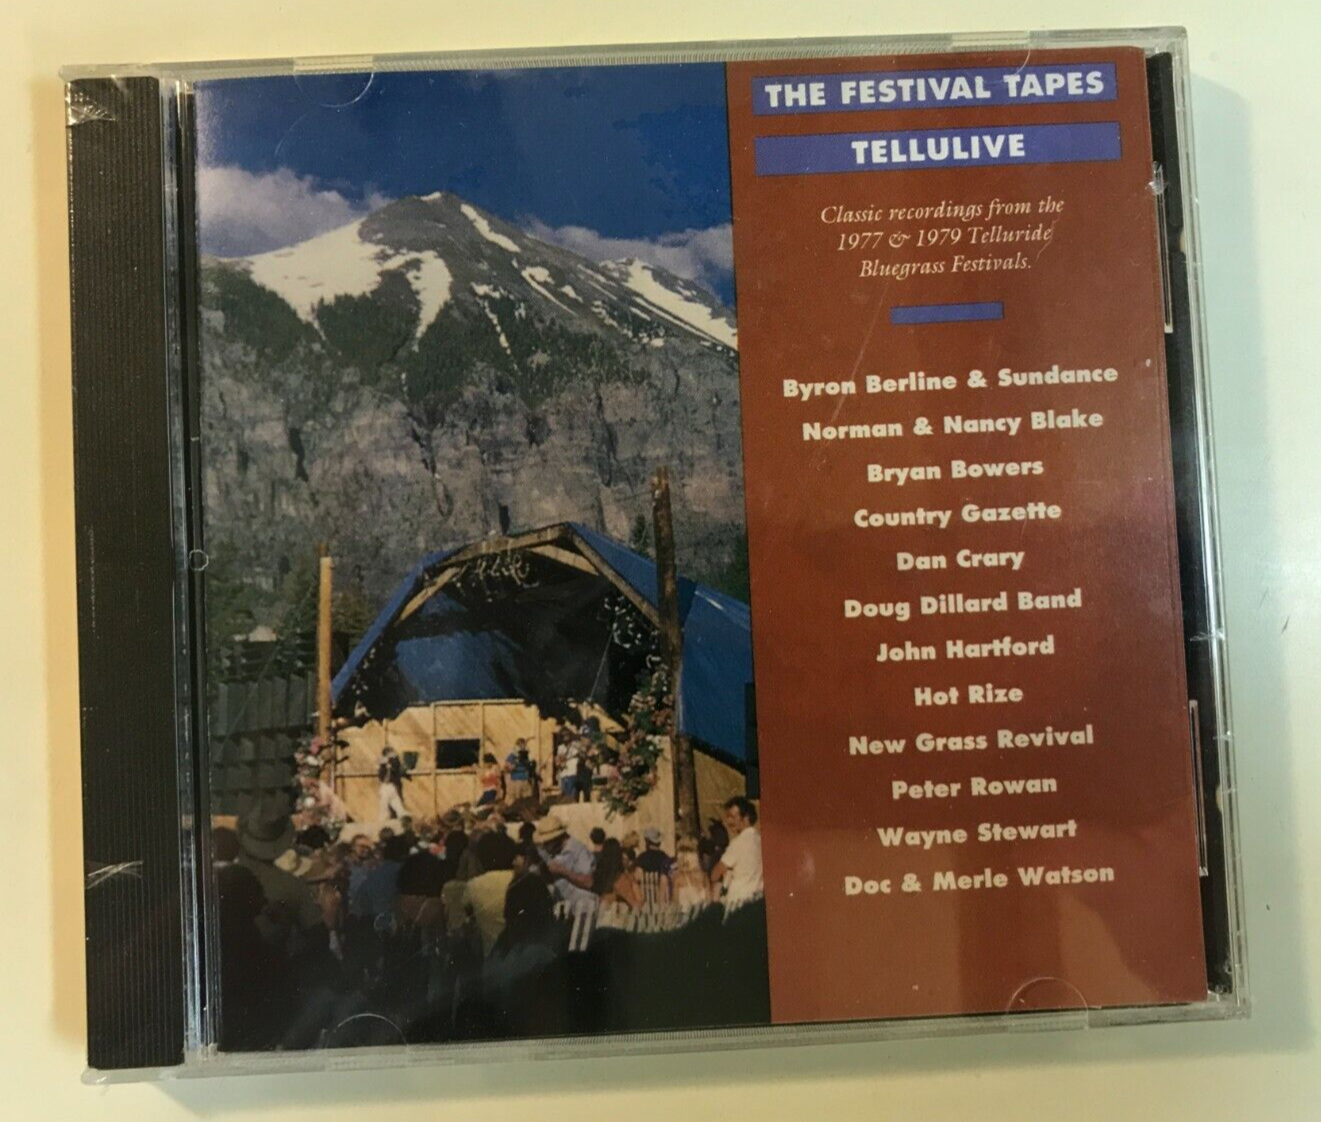 THE FESTIVAL TAPES
TELLULIVE
Classic recordings from the
1977 & 1979 Telluride
Bluegrass Festivals.
Byron Berline & Sundance
Norman & Nancy Blake
Bryan Bowers
Country Gazette
Dan Crary
Doug Dillard Band
John Hartford
Hot Rize
New Grass Revival
Peter Rowan
Wayne Stewart
Doc & Merle Watson